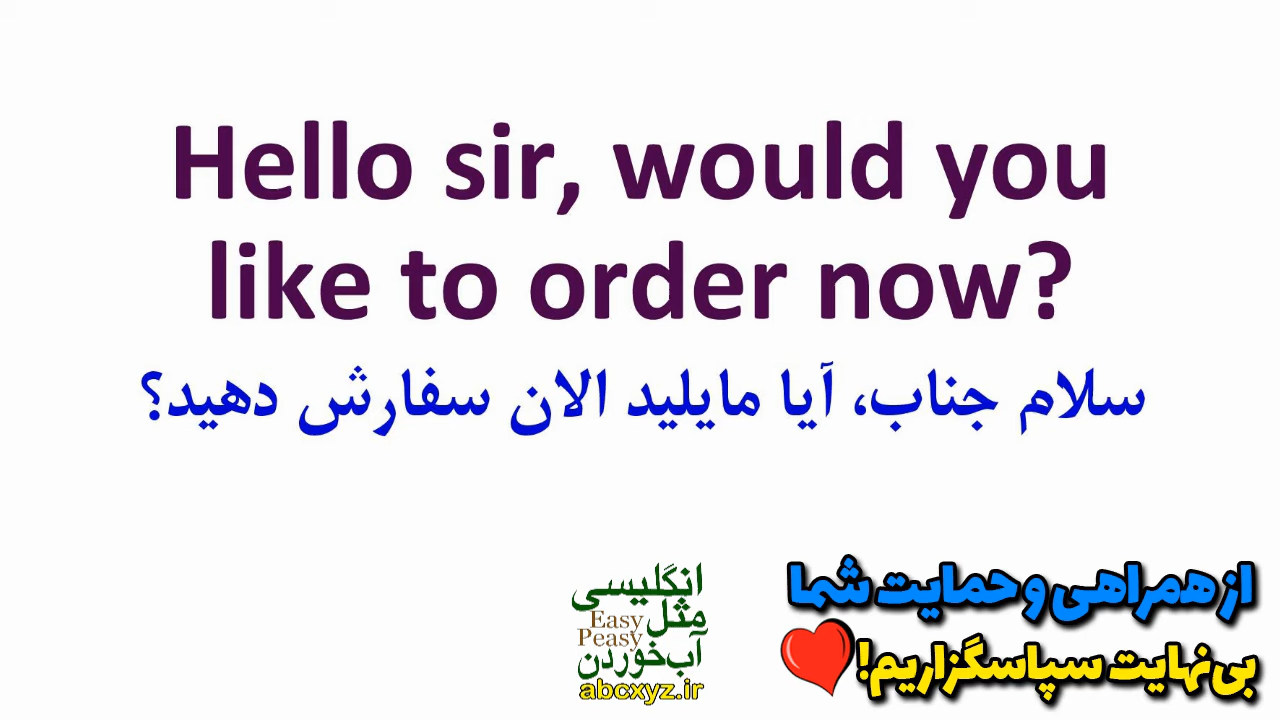 Hello sir, would you
like to order now?
سلام جناب، آیا مایلید الان سفارش دهید؟
انگلیسی
مثل
Easy
Peasy
آب‌خوردن
abcxyz.ir
از همراهی و حمایت شما
بی‌نهایت سپاسگزاریم!